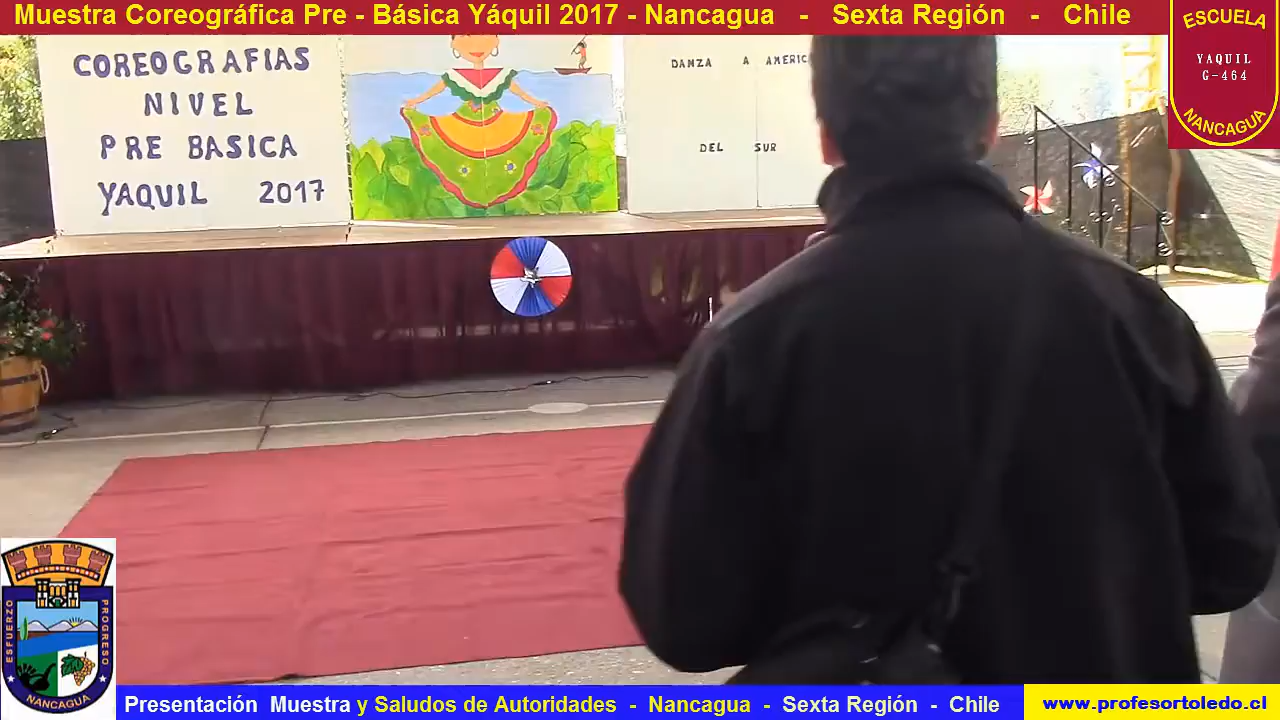 Muestra Coreográfica Pre - Básica Yáquil 2017 - Nancagua - Sexta Región - Chile
ESCUELA
YAQUIL
G-464
NANCAGUA
COREOGRAFIAS
NIVEL
PRE BASICA
YAQUIL 2017
DANZA A AMERIC
DEL SUR
ESFUERZO
PROGRESO
NANCAGUA
Presentación Muestra y Saludos de Autoridades - Nancagua - Sexta Región - Chile
www.profesortoledo.cl